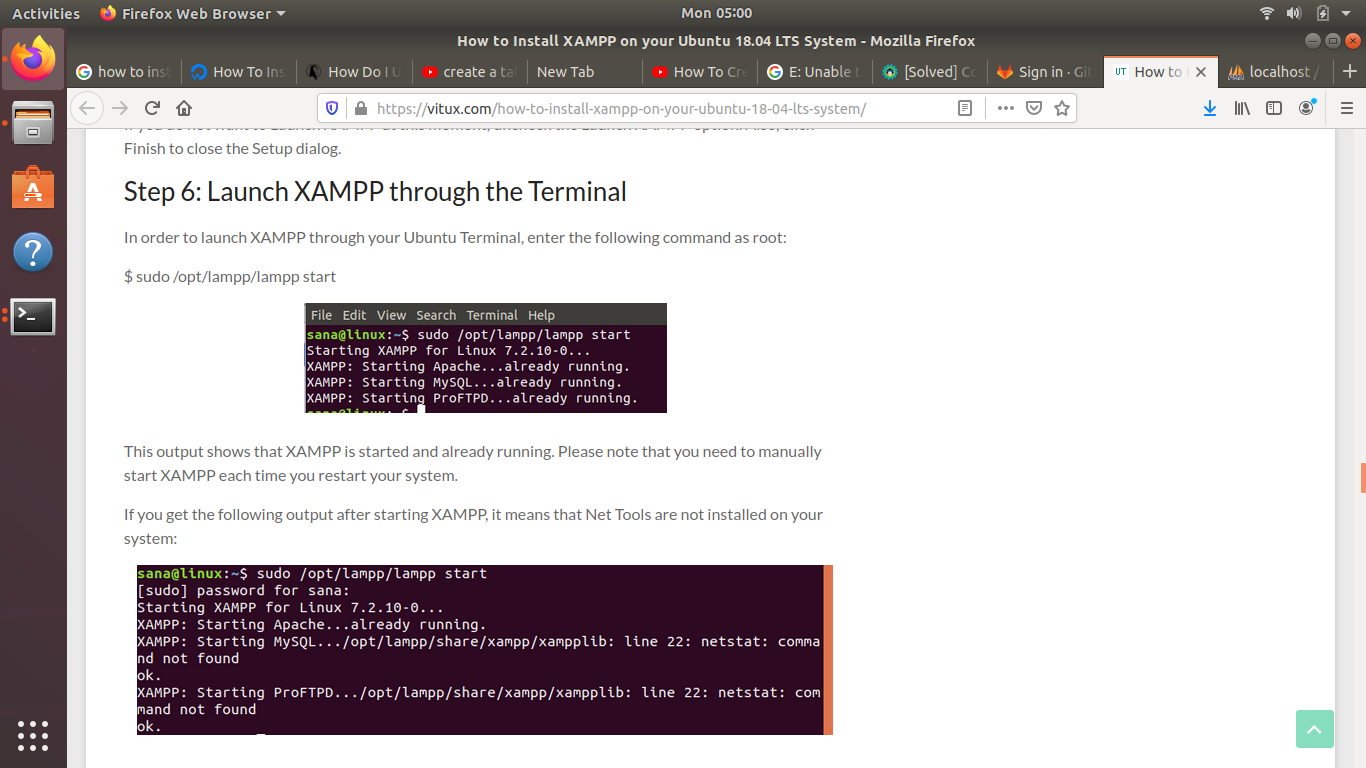 Activities Firefox Web Browser Mon 05:00
How to Install XAMPP on your Ubuntu 18.04 LTS System - Mozilla Firefox
how to inst How To Ins How Do I U create a ta New Tab How To Cre E: Unable t [Solved] Co Sign in · Git UT How to localhost /
https://vitux.com/how-to-install-xampp-on-your-ubuntu-18-04-lts-system/
Finish to close the Setup dialog.
Step 6: Launch XAMPP through the Terminal
In order to launch XAMPP through your Ubuntu Terminal, enter the following command as root:
$ sudo /opt/lampp/lampp start
File Edit View Search Terminal Help
sana@linux:~$ sudo /opt/lampp/lampp start
Starting XAMPP for Linux 7.2.10-0...
XAMPP: Starting Apache...already running.
XAMPP: Starting MySQL...already running.
XAMPP: Starting ProFTPD...already running.
This output shows that XAMPP is started and already running. Please note that you need to manually
start XAMPP each time you restart your system.
If you get the following output after starting XAMPP, it means that Net Tools are not installed on your
system:
sana@linux:~$ sudo /opt/lampp/lampp start
[sudo] password for sana:
Starting XAMPP for Linux 7.2.10-0...
XAMPP: Starting Apache...already running.
XAMPP: Starting MySQL.../opt/lampp/share/xampp/xampplib: line 22: netstat: comma
nd not found
ok.
XAMPP: Starting ProFTPD.../opt/lampp/share/xampp/xampplib: line 22: netstat: com
mand not found
ok.